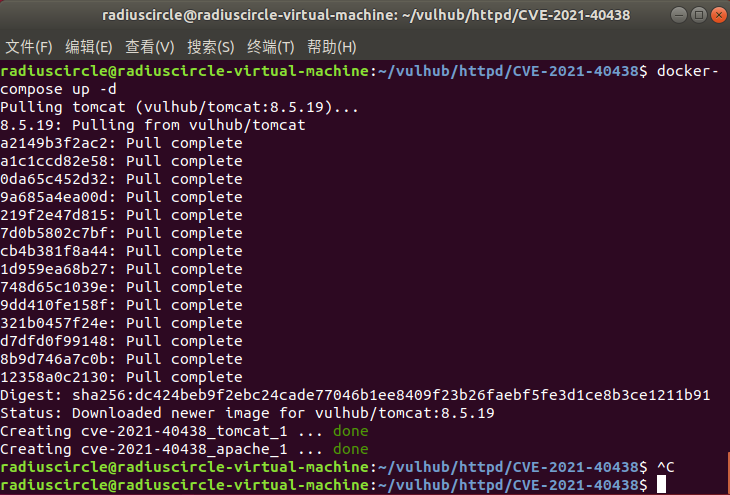 radiuscircle@radiuscircle-virtual-machine: ~/vulhub/httpd/CVE-2021-40438
文件(F) 编辑(E) 查看(V) 搜索(S) 终端(T) 帮助(H)
radiuscircle@radiuscircle-virtual-machine:~/vulhub/httpd/CVE-2021-40438$ docker-
compose up -d
Pulling tomcat (vulhub/tomcat:8.5.19)...
8.5.19: Pulling from vulhub/tomcat
a2149b3f2ac2: Pull complete
a1c1ccd82e58: Pull complete
0da65c452d32: Pull complete
9a685a4ea00d: Pull complete
219f2e47d815: Pull complete
7d0b5802c7bf: Pull complete
cb4b381f8a44: Pull complete
1d959ea68b27: Pull complete
748d65c1039e: Pull complete
9dd410fe158f: Pull complete
321b0457f24e: Pull complete
d7dfd0f99148: Pull complete
8b9d746a7c0b: Pull complete
12358a0c2130: Pull complete
Digest: sha256:dc424beb9f2ebc24cade77046b1ee8409f23b26faebf5fe3d1ce8b3ce1211b91
Status: Downloaded newer image for vulhub/tomcat:8.5.19
Creating cve-2021-40438_tomcat_1 ... done
Creating cve-2021-40438_apache_1 ... done
radiuscircle@radiuscircle-virtual-machine:~/vulhub/httpd/CVE-2021-40438$ ^C
radiuscircle@radiuscircle-virtual-machine:~/vulhub/httpd/CVE-2021-40438$